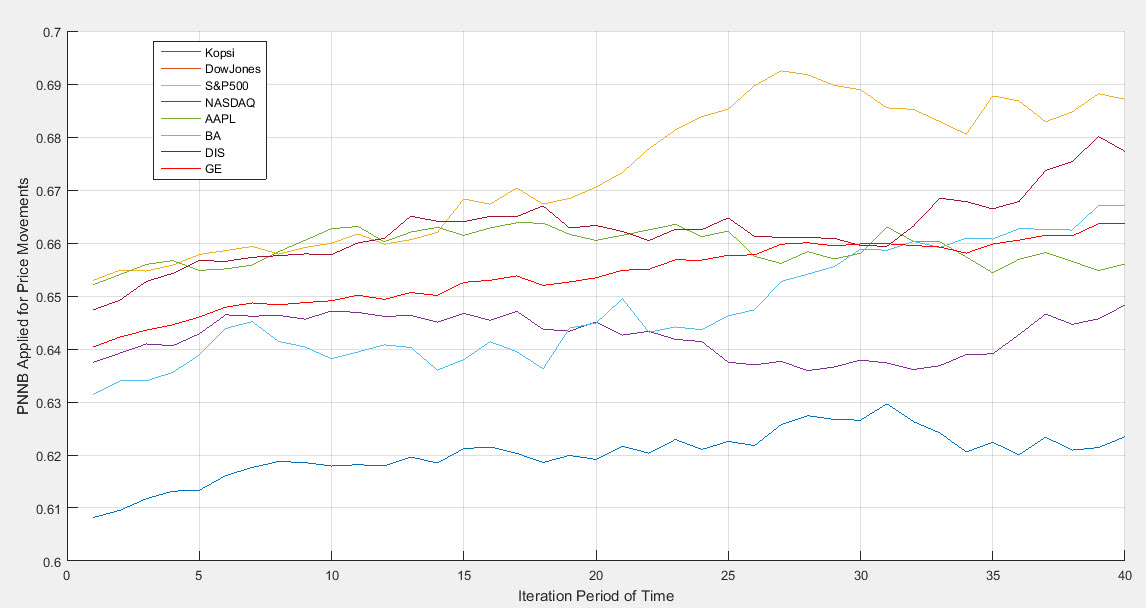 0.7
0.69
0.68
0.67
0.66
0.65
0.64
0.63
0.62
0.61
0.6
PNNB Applied for Price Movements
Kopsi
DowJones
S&P500
NASDAQ
AAPL
BA
DIS
GE
0 5 10 15 20 25 30 35 40
Iteration Period of Time